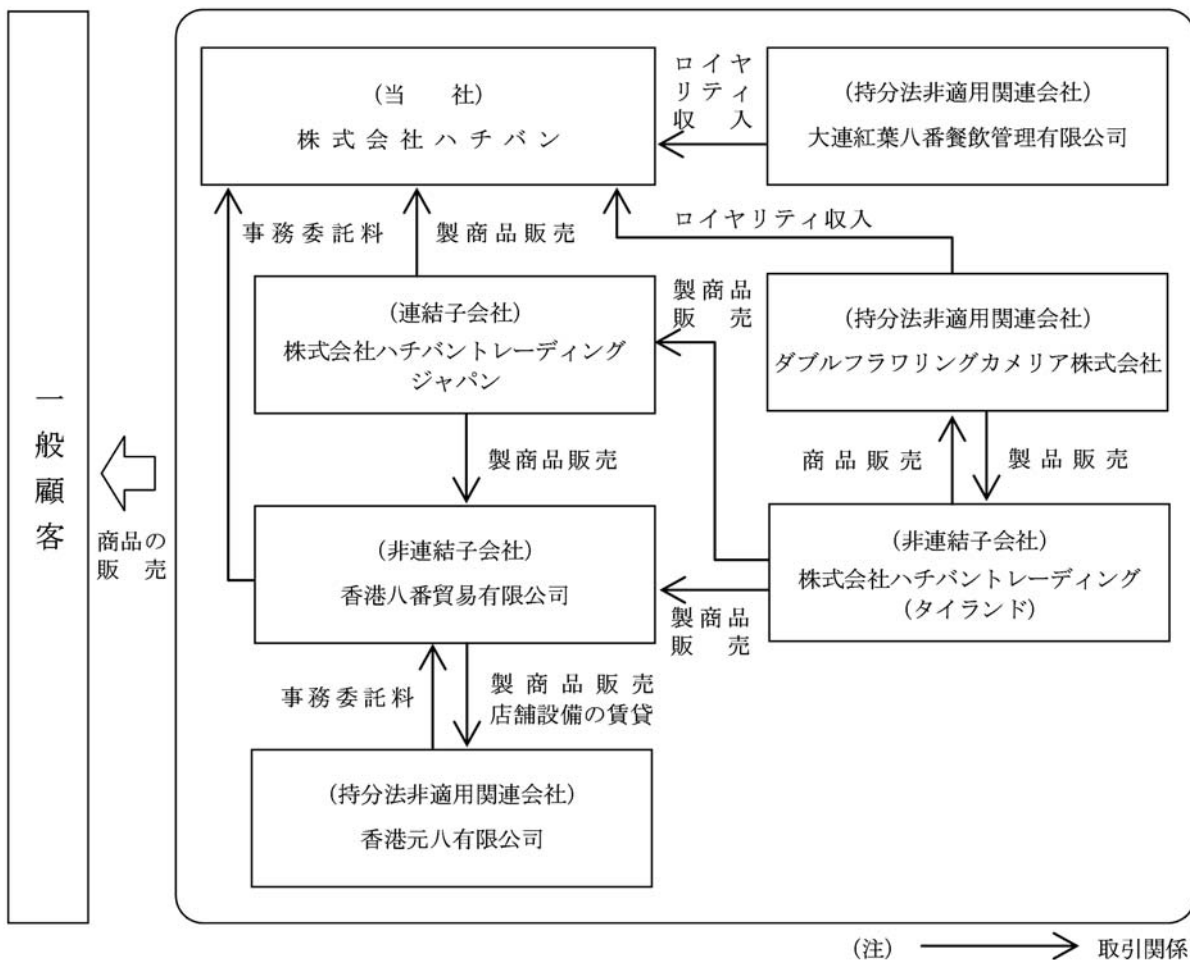 一般顧客
商品の
販売
(当 社)
株式会社ハチバン
ロイヤ
リティ
収入
(持分法非適用関連会社)
大連紅葉八番餐飲管理有限公司
事務委託料
製商品販売
ロイヤリティ収入
(連結子会社)
株式会社ハチバントレーディング
ジャパン
製商品
販売
(持分法非適用関連会社)
ダブルフラワリングカメリア株式会社
製商品販売
商品販売
製品販売
(非連結子会社)
香港八番貿易有限公司
(非連結子会社)
株式会社ハチバントレーディング
(タイランド)
製商品
販売
事務委託料
製商品販売
店舗設備の賃貸
(持分法非適用関連会社)
香港元八有限公司
(注) 取引関係